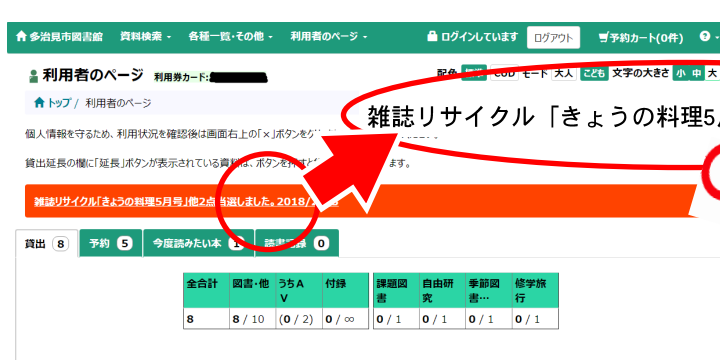 多治見市図書館 資料検索 各種一覧・その他 利用者のページ ログインしています ログアウト 予約カート(0件)
利用者のページ 利用券カード: 配色 COD モード 大人 こども 文字の大きさ 小 中 大
トップ / 利用者のページ
雑誌リサイクル「きょうの料理5
個人情報を守るため、利用状況を確認後は画面右上の「×」ボタンを
貸出延長の欄に「延長」ボタンが表示されている資料は、ボタンを押すと ます。
雑誌リサイクル「きょうの料理5月号」他2点当選しました。2018/
貸出 8 予約 5 今度読みたい本 1 0
全合計 図書・他 うちAV 付録 課題図書 自由研究 季節図書… 修学旅行
8 8 / 10 (0 / 2) 0 / ∞ 0 / 1 0 / 1 0 / 1 0 / 1